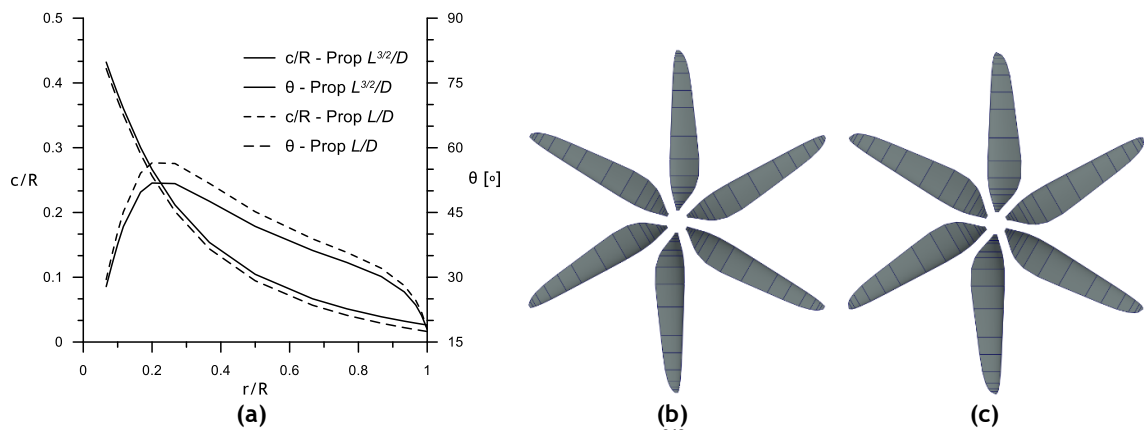 0.5
0.4
0.3
0.2
0.1
0
c/R
90
75
60
45
30
15
θ [o]
0
0.2
0.4
0.6
0.8
1
r/R
c/R - Prop L3/2/D
θ - Prop L3/2/D
c/R - Prop L/D
θ - Prop L/D
(a)
(b)
(c)